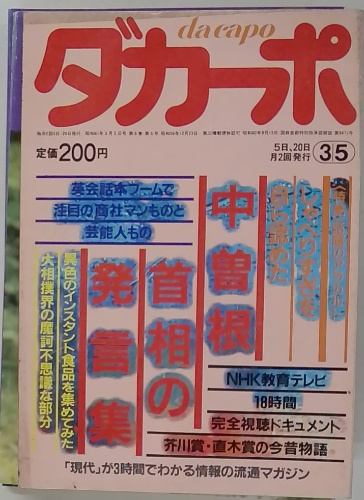 da capo
ダカーポ
定価200円
5日、20日
月2回発行
3 5
英会話本ブームで
注目の商社マンものと
芸能人もの
中曽根
首相の
発言集
異色のインスタント食品を集めてみた
大相撲界の魔訶不思議な部分
NHK教育テレビ
18時間
完全視聴ドキュメント
芥川賞・直木賞の今昔物語
「現代」が3時間でわかる情報の流通マガジン